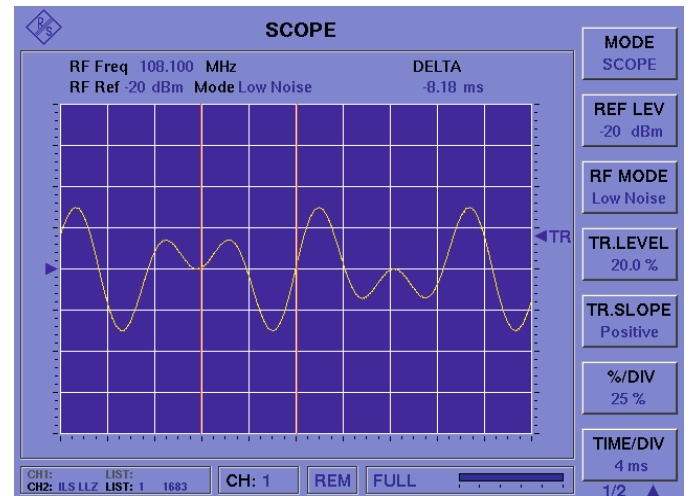 R/S
SCOPE
RF Freq 108.100 MHz
DELTA
RF Ref -20 dBm Mode Low Noise
-8.18 ms
TR
MODE
SCOPE
REF LEV
-20 dBm
RF MODE
Low Noise
TR.LEVEL
20.0 %
TR.SLOPE
Positive
%/DIV
25 %
TIME/DIV
4 ms
1/2
CH1: LIST:
CH2: ILS LLZ LIST: 1 1683
CH: 1
REM
FULL